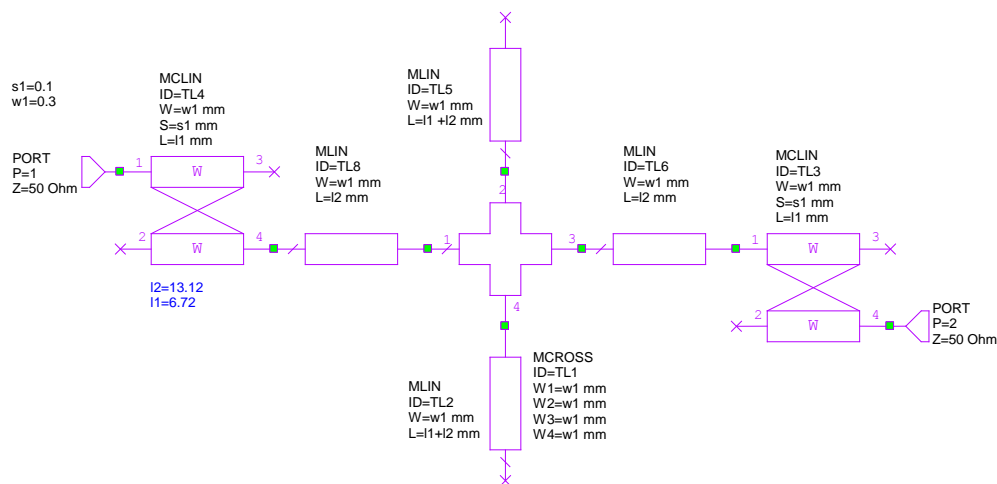 s1=0.1
w1=0.3
MCLIN
ID=TL4
W=w1 mm
S=s1 mm
L=l1 mm
PORT
P=1
Z=50 Ohm
1
W
3
2
W
4
l2=13.12
l1=6.72
MLIN
ID=TL8
W=w1 mm
L=l2 mm
MLIN
ID=TL5
W=w1 mm
L=l1 +l2 mm
2
1
3
4
MLIN
ID=TL2
W=w1 mm
L=l1+l2 mm
MCROSS
ID=TL1
W1=w1 mm
W2=w1 mm
W3=w1 mm
W4=w1 mm
MLIN
ID=TL6
W=w1 mm
L=l2 mm
MCLIN
ID=TL3
W=w1 mm
S=s1 mm
L=l1 mm
1
W
3
2
W
4
PORT
P=2
Z=50 Ohm